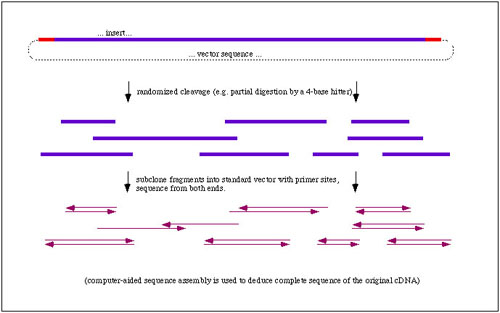 ... insert...
... vector sequence ...
randomized cleavage (e.g. partial digestion by a 4-base hitter)
subclone fragments into standard vector with primer sites,
sequence from both ends.
(computer-aided sequence assembly is used to deduce complete sequence of the original cDNA)